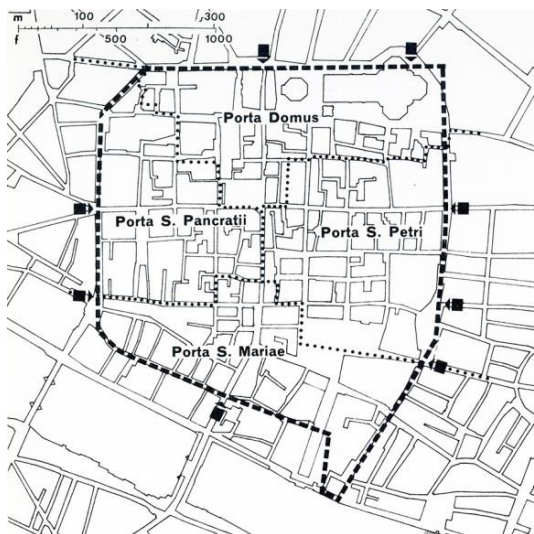 m 100 300
f 500 1000
Porta Domus
Porta S. Pancratii
Porta S. Petri
Porta S. Mariae